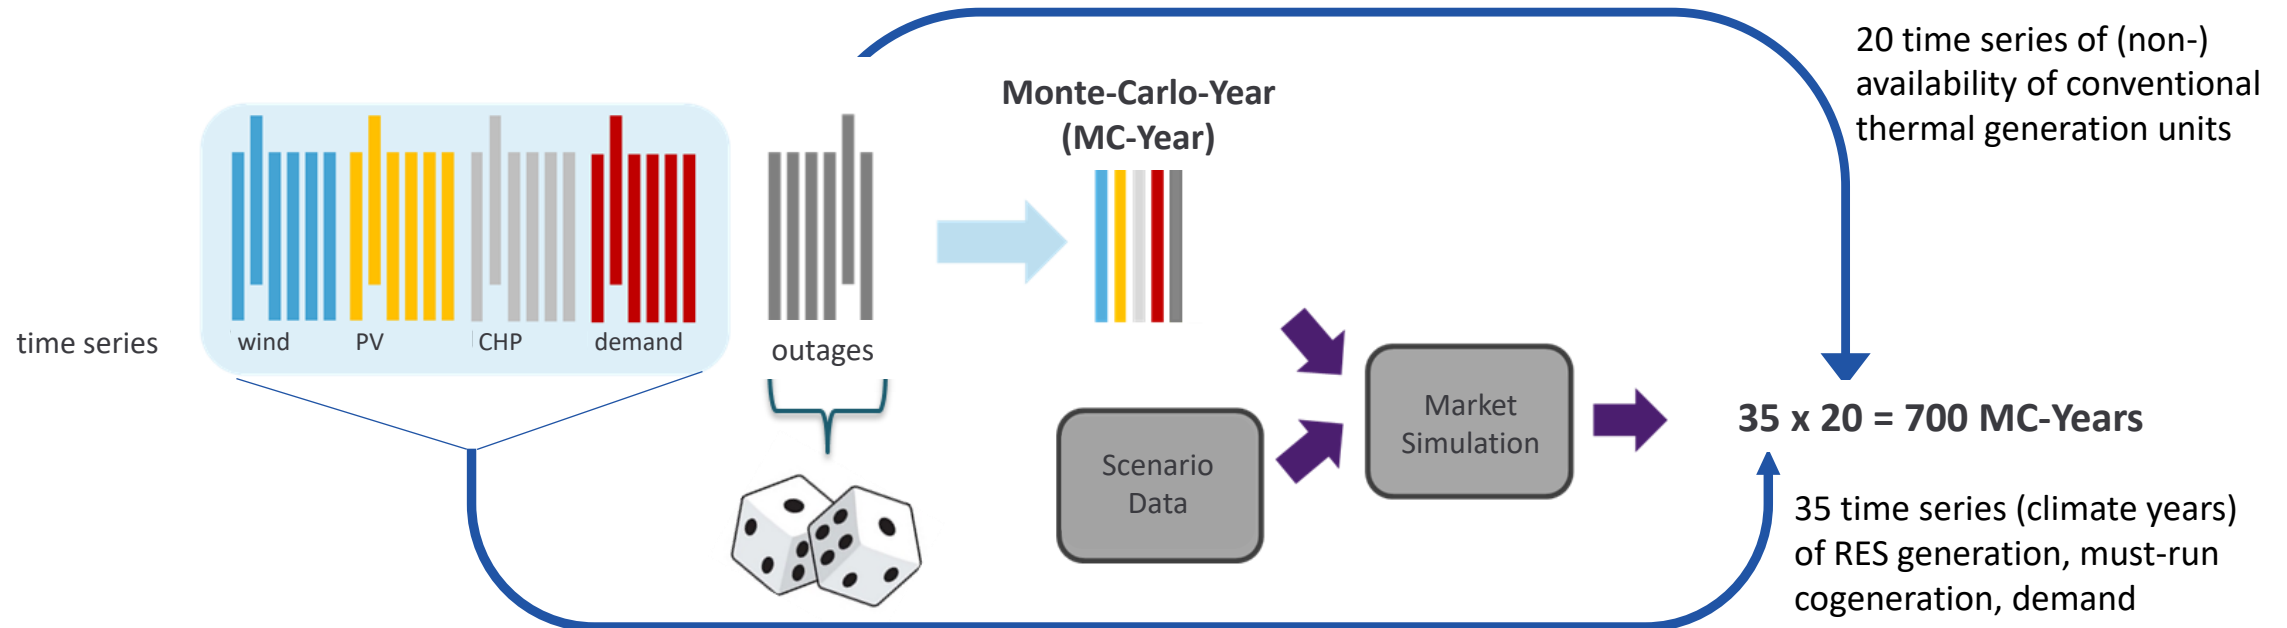 20 time series of (non-)
availability of conventional
thermal generation units
Monte-Carlo-Year
(MC-Year)
time series
wind
PV
CHP
demand
outages
Scenario
Data
Market
Simulation
35 x 20 = 700 MC-Years
35 time series (climate years)
of RES generation, must-run
cogeneration, demand